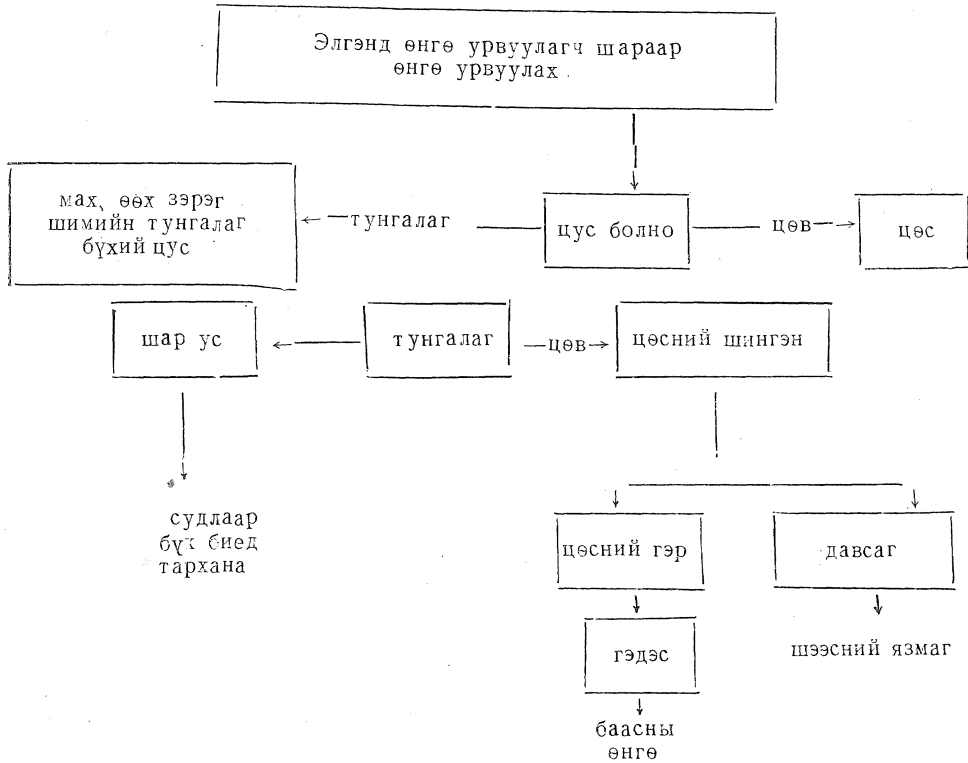 Элгэнд өнгө урвуулагч шараар
өнгө урвуулах.
мах, өөх зэрэг
шимийн тунгалаг
бүхий цус
тунгалаг
цус болно
цөв
цөс
шар ус
тунгалаг
цөв
цөсний шингэн
судлаар
бүх биед
тархана
цөсний гэр
давсаг
гэдэс
шээсний язмаг
баасны
өнгө